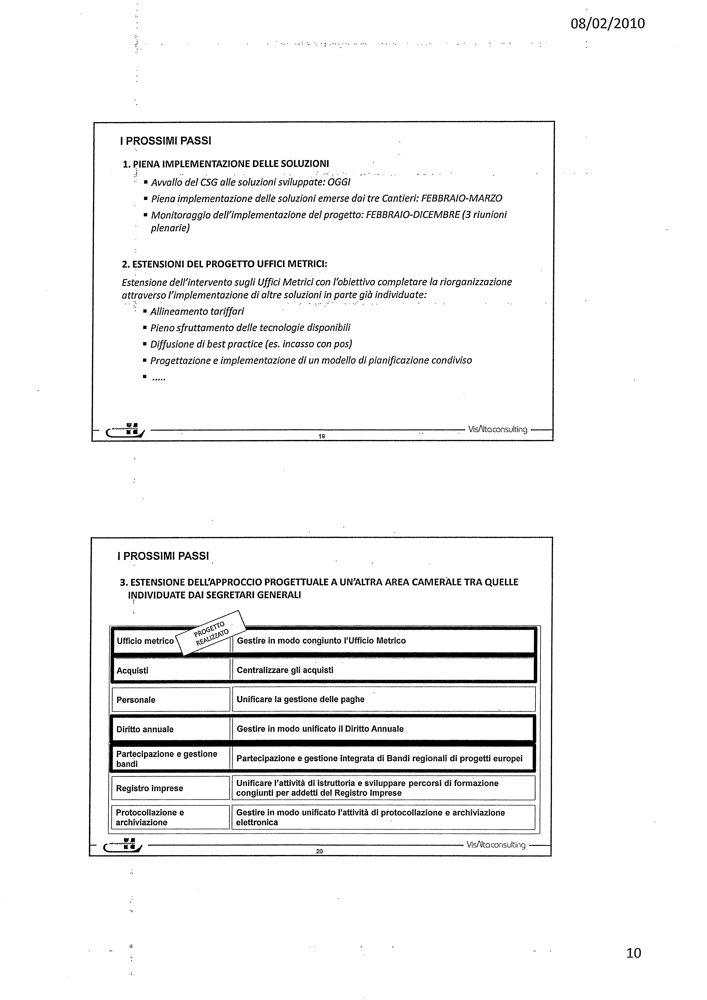 08/02/2010
I PROSSIMI PASSI
1. PIENA IMPLEMENTAZIONE DELLE SOLUZIONI
▪ Avvallo del CSG alle soluzioni sviluppate: OGGI
▪ Piena implementazione delle soluzioni emerse dai tre Cantieri: FEBBRAIO-MARZO
▪ Monitoraggio dell'implementazione del progetto: FEBBRAIO-DICEMBRE (3 riunioni
plenarie)
2. ESTENSIONI DEL PROGETTO UFFICI METRICI:
Estensione dell'intervento sugli Uffici Metrici con l'obiettivo completare la riorganizzazione
attraverso l'implementazione di altre soluzioni in parte già individuate:
▪ Allineamento tariffari
▪ Pieno sfruttamento delle tecnologie disponibili
▪ Diffusione di best practice (es. incasso con pos)
▪ Progettazione e implementazione di un modello di pianificazione condiviso
▪ .....
VisAltaconsulting
19
I PROSSIMI PASSI
3. ESTENSIONE DELL'APPROCCIO PROGETTUALE A UN'ALTRA AREA CAMERALE TRA QUELLE
INDIVIDUATE DAI SEGRETARI GENERALI
PROGETTO
REALIZZATO
Ufficio metrico
Gestire in modo congiunto l'Ufficio Metrico
Acquisti
Centralizzare gli acquisti
Personale
Unificare la gestione delle paghe
Diritto annuale
Gestire in modo unificato il Diritto Annuale
Partecipazione e gestione
bandi
Partecipazione e gestione integrata di Bandi regionali di progetti europei
Registro imprese
Unificare l'attività di istruttoria e sviluppare percorsi di formazione
congiunti per addetti del Registro Imprese
Protocollazione e
archiviazione
Gestire in modo unificato l'attività di protocollazione e archiviazione
elettronica
VisAltaconsulting
20
10